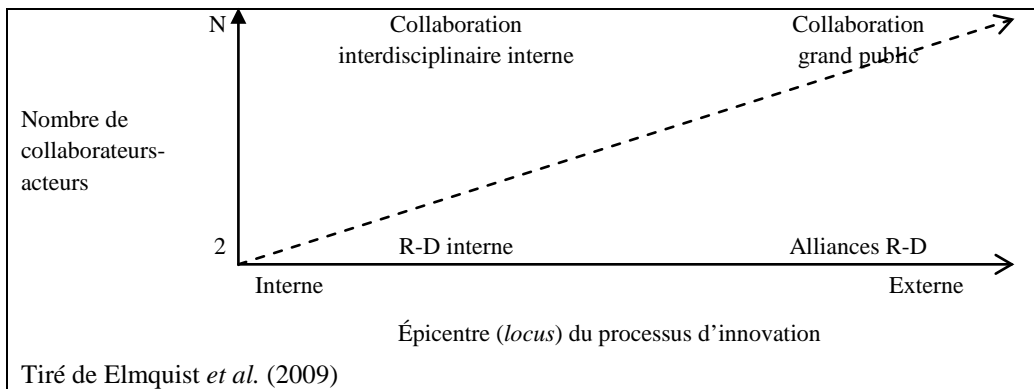 N
Collaboration
interdisciplinaire interne
Collaboration
grand public
Nombre de
collaborateurs-
acteurs
2
R-D interne
Alliances R-D
Interne
Externe
Épicentre (locus) du processus d'innovation
Tiré de Elmquist et al. (2009)